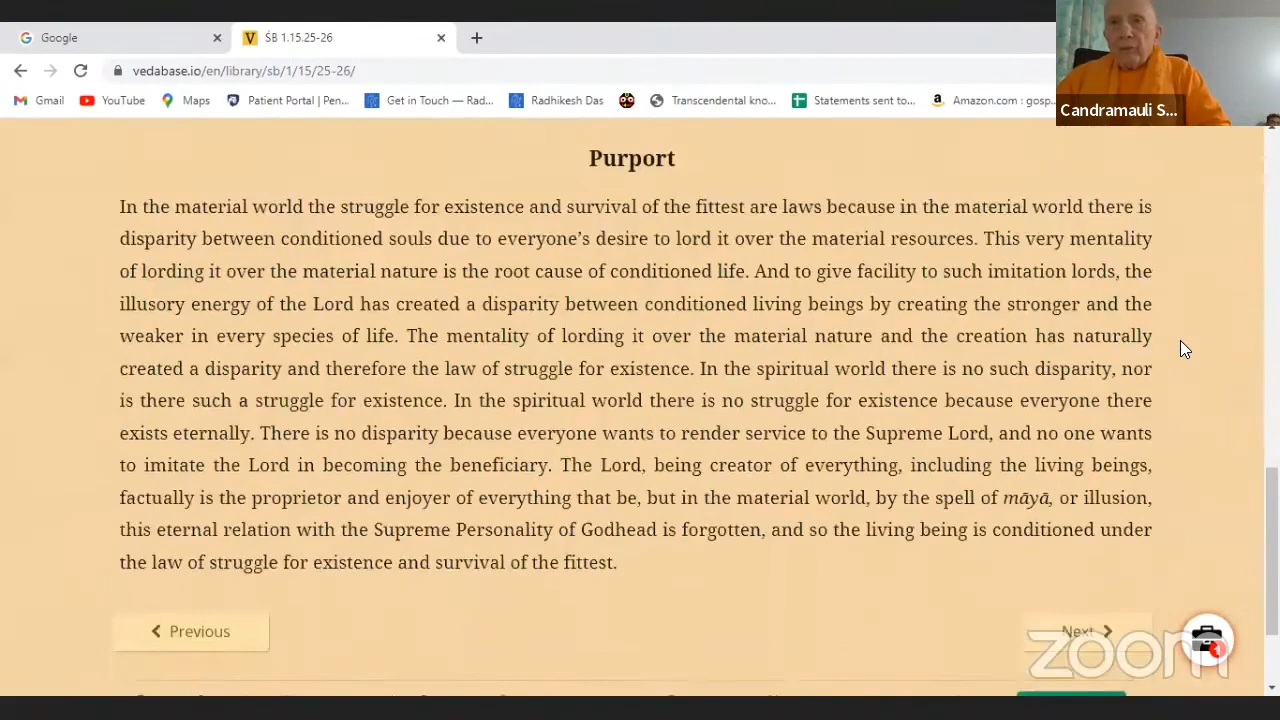 Google
ŚB 1.15.25-26
vedabase.io/en/library/sb/1/15/25-26/
Gmail YouTube Maps Patient Portal | Pen... Get in Touch — Rad... Radhikesh Das Transcendental kno... Statements sent to... Amazon.com : gosp...
Candramauli S...
Purport
In the material world the struggle for existence and survival of the fittest are laws because in the material world there is
disparity between conditioned souls due to everyone’s desire to lord it over the material resources. This very mentality
of lording it over the material nature is the root cause of conditioned life. And to give facility to such imitation lords, the
illusory energy of the Lord has created a disparity between conditioned living beings by creating the stronger and the
weaker in every species of life. The mentality of lording it over the material nature and the creation has naturally
created a disparity and therefore the law of struggle for existence. In the spiritual world there is no such disparity, nor
is there such a struggle for existence. In the spiritual world there is no struggle for existence because everyone there
exists eternally. There is no disparity because everyone wants to render service to the Supreme Lord, and no one wants
to imitate the Lord in becoming the beneficiary. The Lord, being creator of everything, including the living beings,
factually is the proprietor and enjoyer of everything that be, but in the material world, by the spell of māyā, or illusion,
this eternal relation with the Supreme Personality of Godhead is forgotten, and so the living being is conditioned under
the law of struggle for existence and survival of the fittest.
Previous
Next
zoom
1